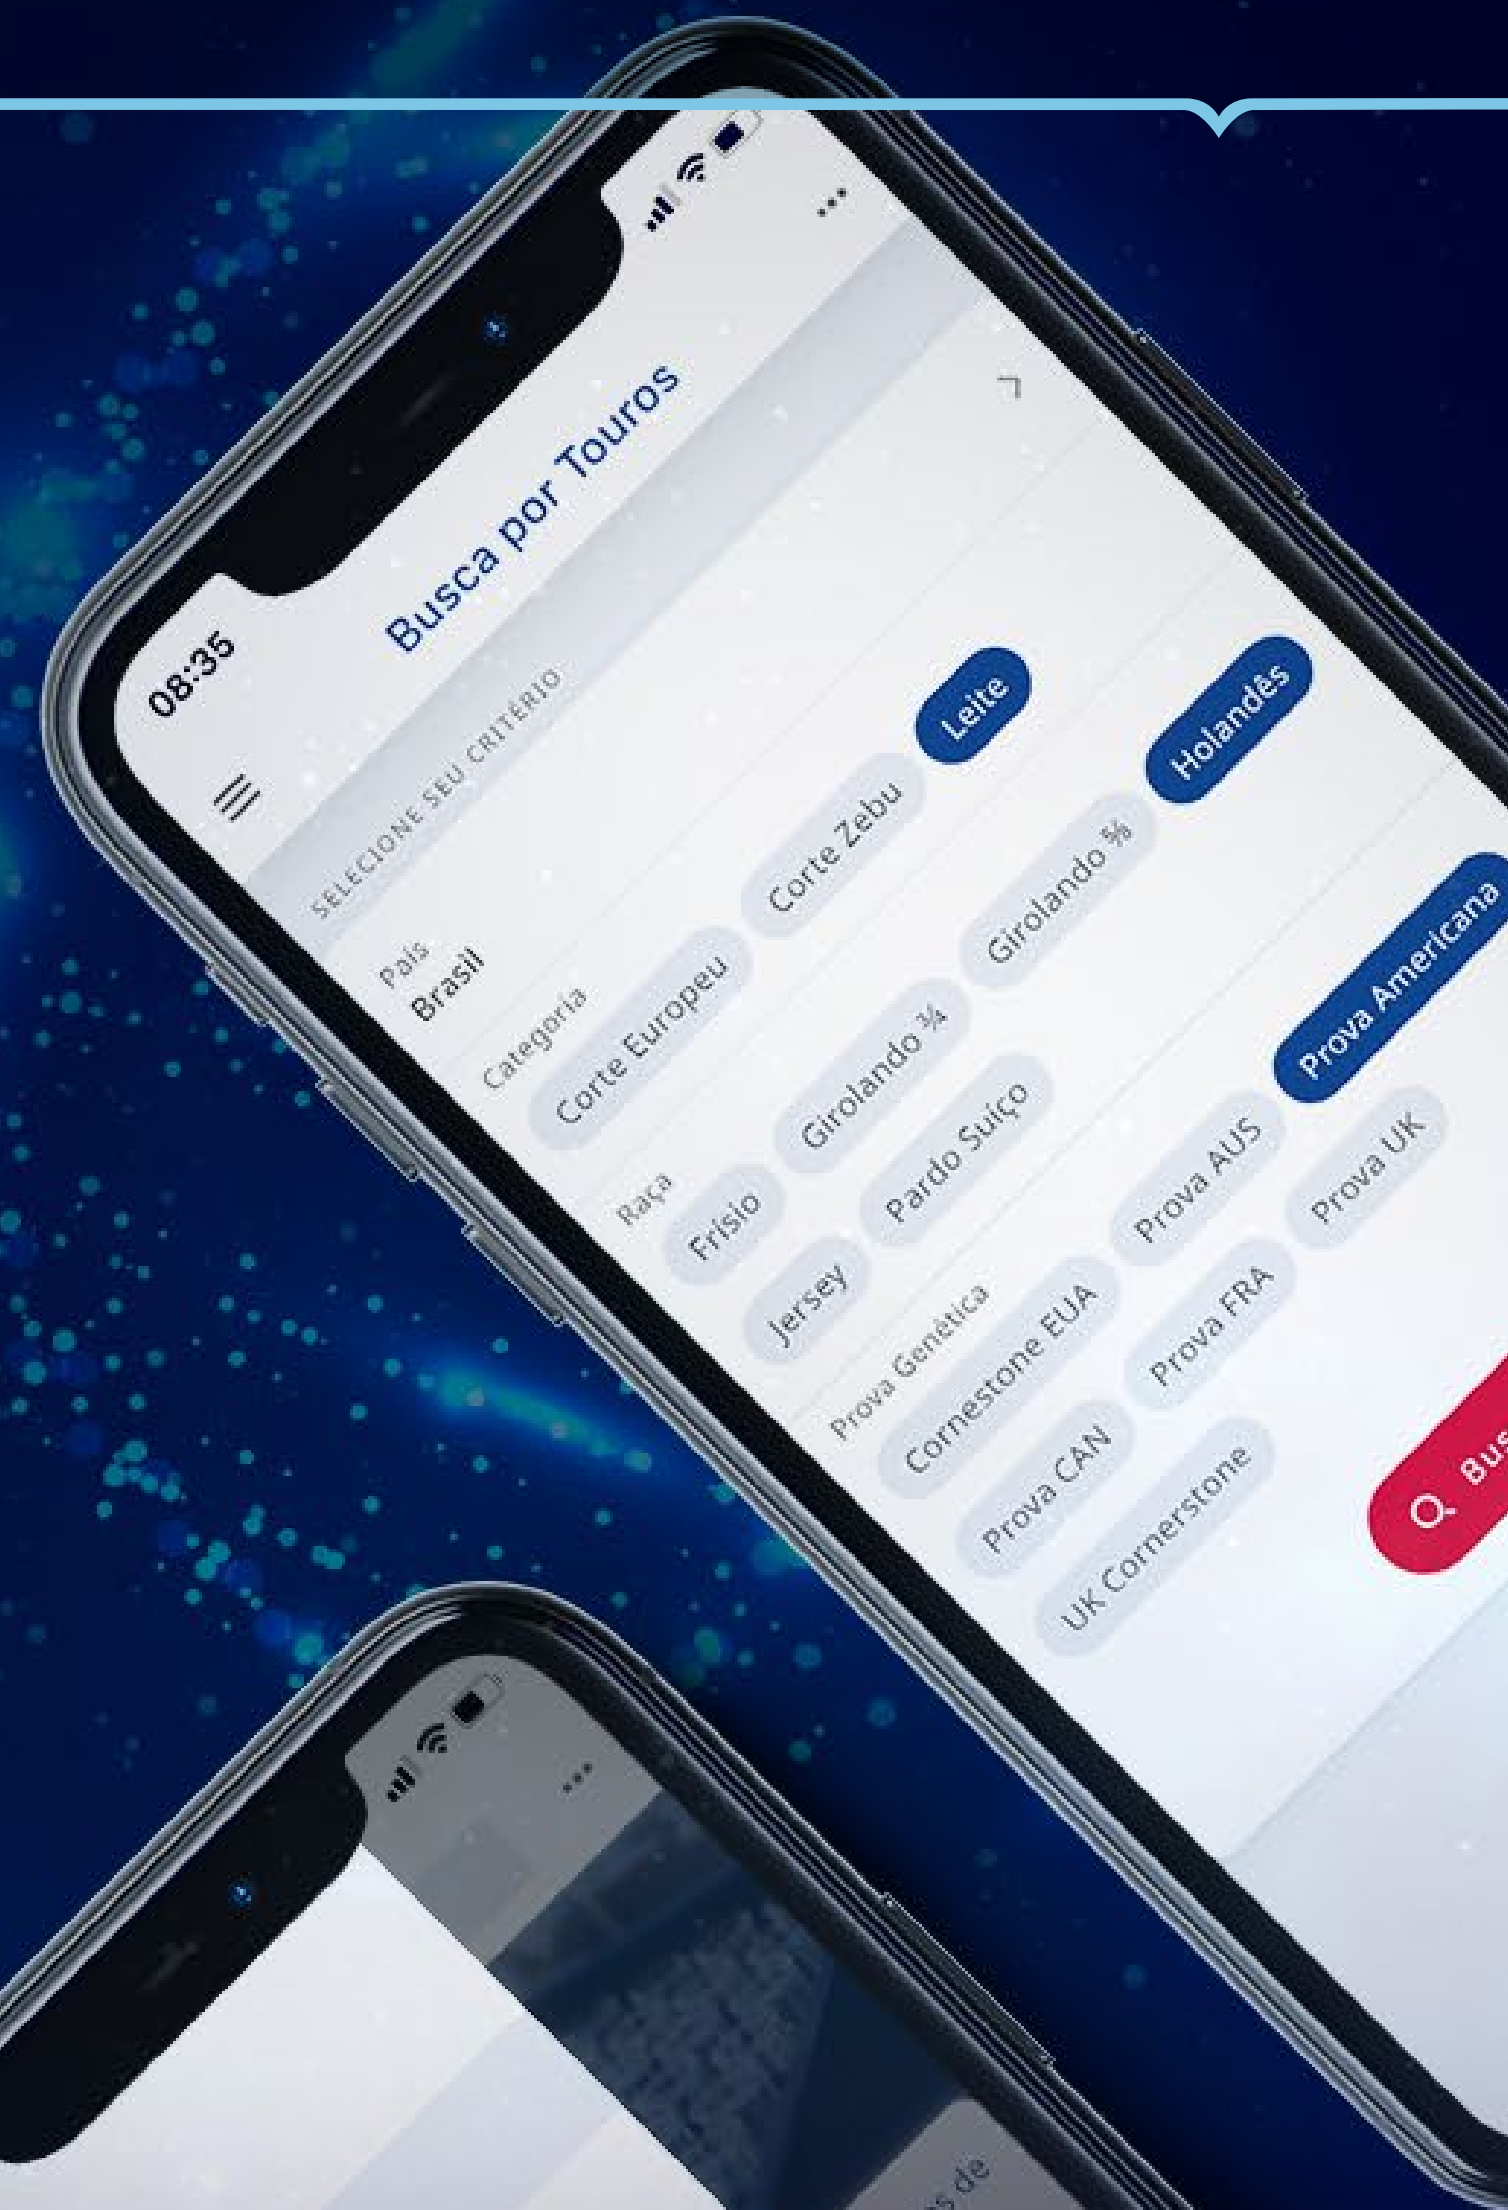 08:35
Busca por Touros
SELECIONE SEU CRITÉRIO
País
Brasil
Categoria
Corte Europeu Corte Zebu Leite
Raça
Frísio Girolando ¾ Girolando ⅝ Holandês
Jersey Pardo Suíço
Prova Genética
Cornestone EUA Prova AUS Prova Americana
Prova CAN Prova FRA Prova UK
UK Cornerstone
de